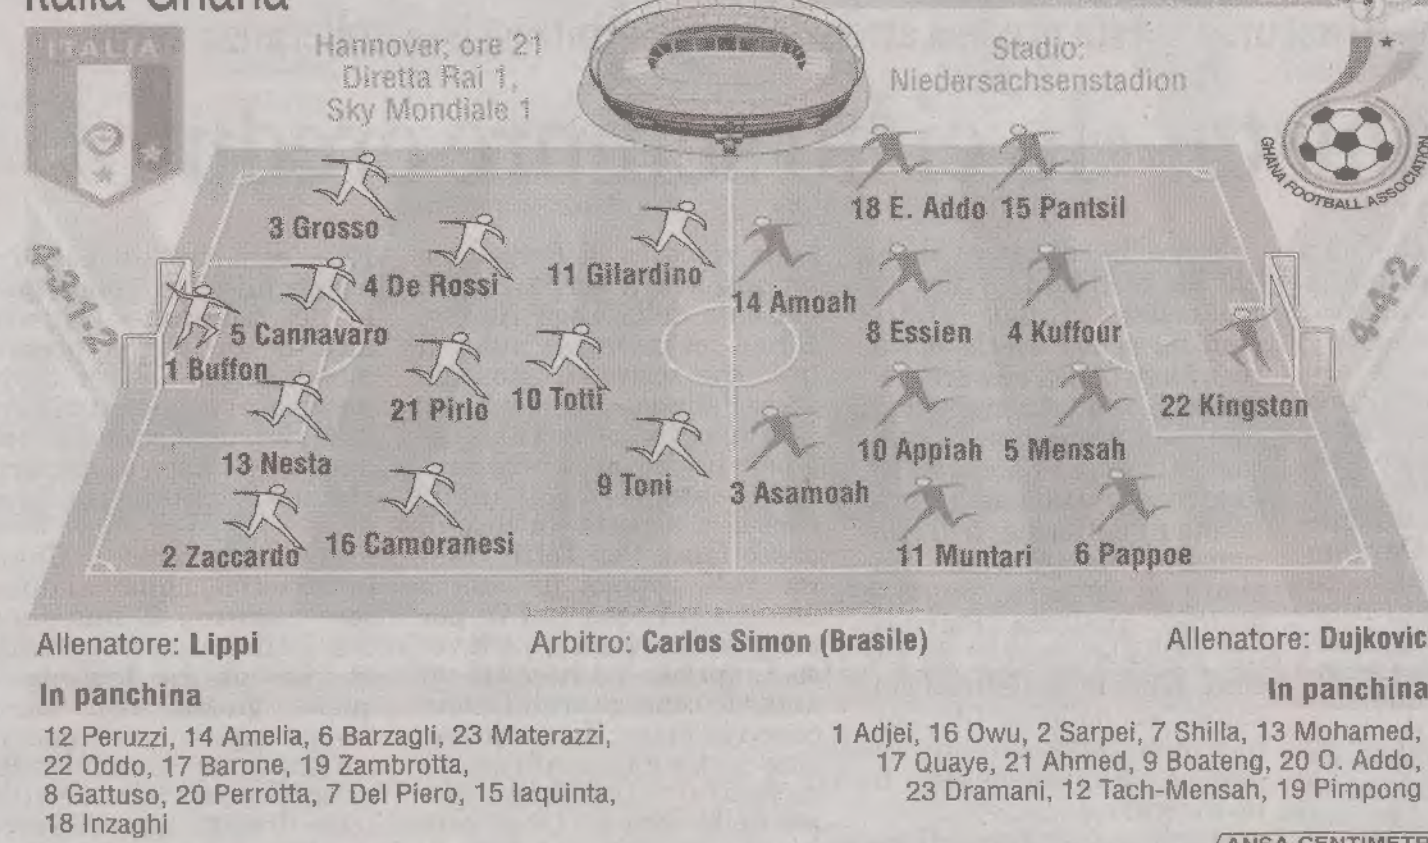 Italia Ghana
ITALIA
Hannover, ore 21
Diretta Rai 1,
Sky Mondiale 1
Stadio:
Niedersachsenstadion
GHANA FOOTBALL ASSOCIATION
4-3-1-2
4-4-2
3 Grosso
4 De Rossi
11 Gilardino
5 Cannavaro
1 Buffon
21 Pirlo
10 Totti
13 Nesta
9 Toni
2 Zaccardo
16 Camoranesi
18 E. Addo
15 Pantsil
14 Amoah
8 Essien
4 Kuffour
22 Kingston
10 Appiah
5 Mensah
3 Asamoah
11 Muntari
6 Pappoe
Allenatore: Lippi
Arbitro: Carlos Simon (Brasile)
Allenatore: Dujkovic
In panchina
12 Peruzzi, 14 Amelia, 6 Barzagli, 23 Materazzi,
22 Oddo, 17 Barone, 19 Zambrotta,
8 Gattuso, 20 Perrotta, 7 Del Piero, 15 Iaquinta,
18 Inzaghi
In panchina
1 Adjei, 16 Owu, 2 Sarpei, 7 Shilla, 13 Mohamed,
17 Quaye, 21 Ahmed, 9 Boateng, 20 O. Addo,
23 Dramani, 12 Tach-Mensah, 19 Pimpong
ANSA-CENTIMETR